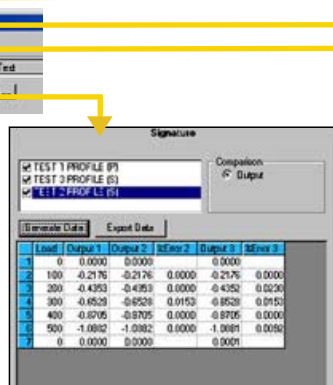 Test
Signature
TEST 1 PROFILE (P)
TEST 3 PROFILE (S)
TEST 2 PROFILE (S)
Comparison
Output
Generate Data Export Data
Load Output 1 Output 2 %Error 2 Output 3 %Error 3
1 0 0.0000 0.0000 0.0000
2 100 -0.2176 -0.2176 0.0000 -0.2176 0.0000
3 200 -0.4353 -0.4353 0.0000 -0.4352 0.0230
4 300 -0.6529 -0.6528 0.0153 -0.6528 0.0153
5 400 -0.8705 -0.8705 0.0000 -0.8705 0.0000
6 500 -1.0882 -1.0882 0.0000 -1.0881 0.0092
7 0 0.0000 0.0000 0.0001